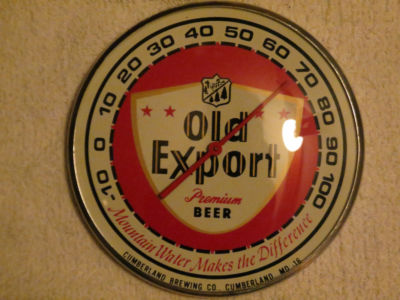 -10 0 10 20 30 40 50 60 70 80 90 100
Old
Export
Premium
BEER
Mountain Water Makes the Difference
CUMBERLAND BREWING CO. CUMBERLAND MD.